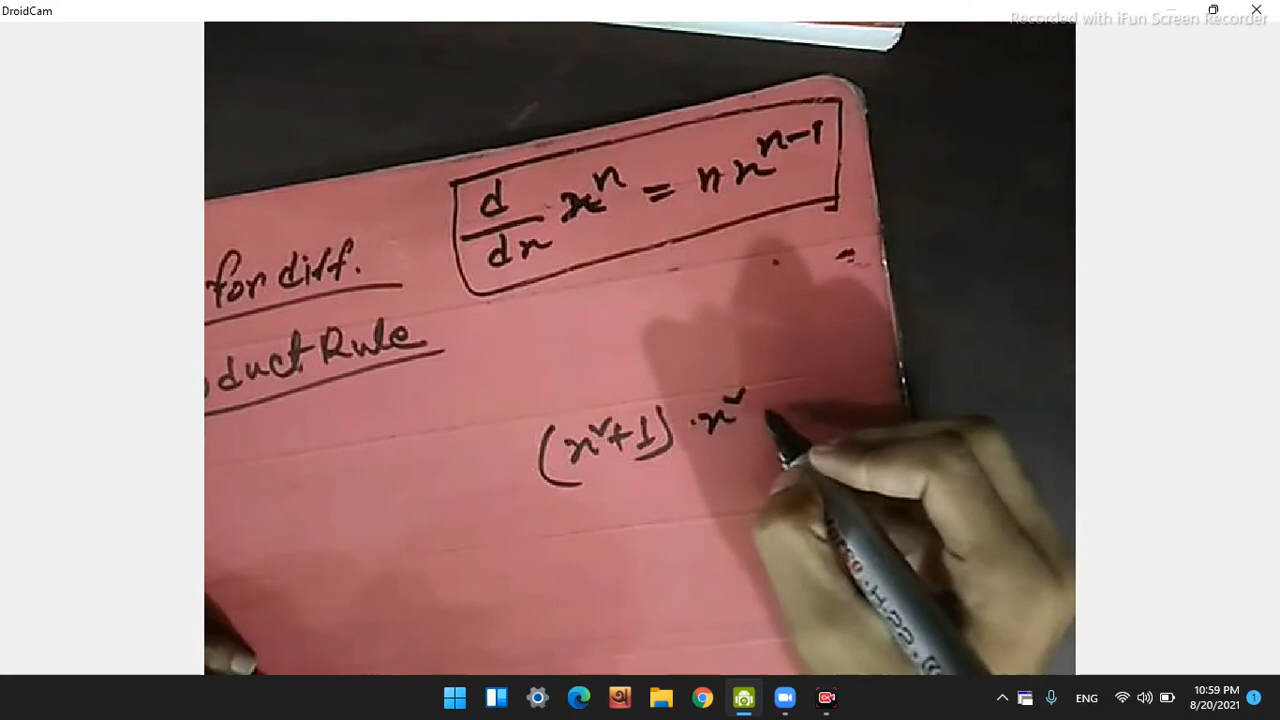 DroidCam
Recorded with iFun Screen Recorder
d/dx x^n = n x^{n-1}
for diff.
duct Rule
(x²+1) · x²
ENG
10:59 PM
8/20/2021
1